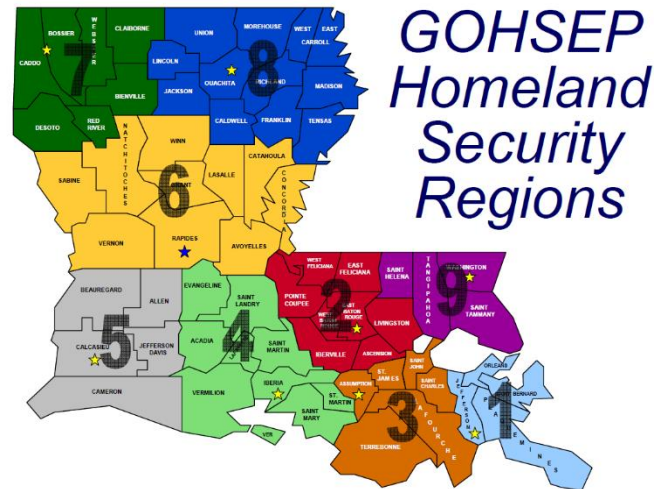 GOHSEP
Homeland
Security
Regions
CLAIBORNE
UNION
MOREHOUSE
WEST
CARROLL
EAST
BOSSIER
WEBSTER
CADDO
7
LINCOLN
OUACHITA
8
RICHLAND
MADISON
BIENVILLE
JACKSON
DESOTO
RED
RIVER
CALDWELL
FRANKLIN
TENSAS
NATCHITOCHES
WINN
CATAHOULA
SABINE
6
GRANT
LASALLE
CONCORDIA
VERNON
RAPIDES
AVOYELLES
WEST
FELICIANA
EAST
FELICIANA
SAINT
HELENA
TANGIPAHOA
WASHINGTON
9
BEAUREGARD
ALLEN
EVANGELINE
SAINT
LANDRY
POINTE
COUPEE
2
EAST
BATON
ROUGE
LIVINGSTON
SAINT
TAMMANY
CALCASIEU
5
JEFFERSON
DAVIS
ACADIA
4
SAINT
MARTIN
IBERVILLE
ASCENSION
SAINT
JOHN
CAMERON
VERMILION
IBERIA
ST.
MARTIN
ASSUMPTION
ST.
JAMES
SAINT
CHARLES
ORLEANS
BERNARD
SAINT
MARY
VER
3
TERREBONNE
LAFOURCHE
JEFFERSON
1
PLAQUEMINES